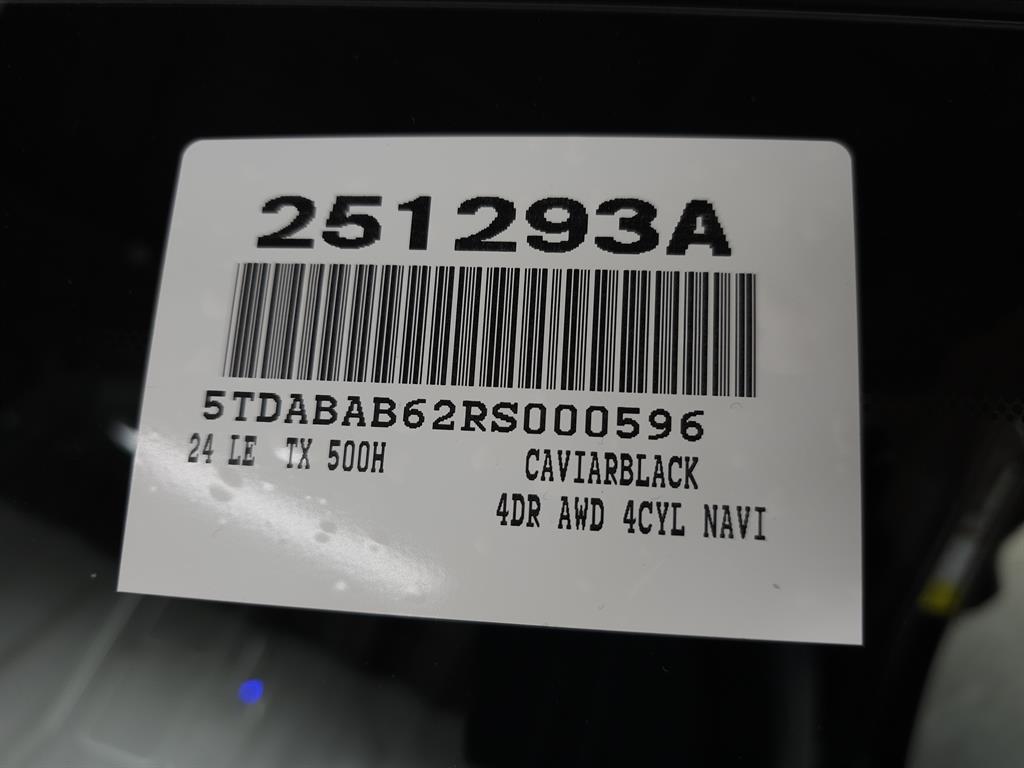 251293A
5TDABAB62RS000596
24 LE TX 500H CAVIARBLACK
4DR AWD 4CYL NAVI